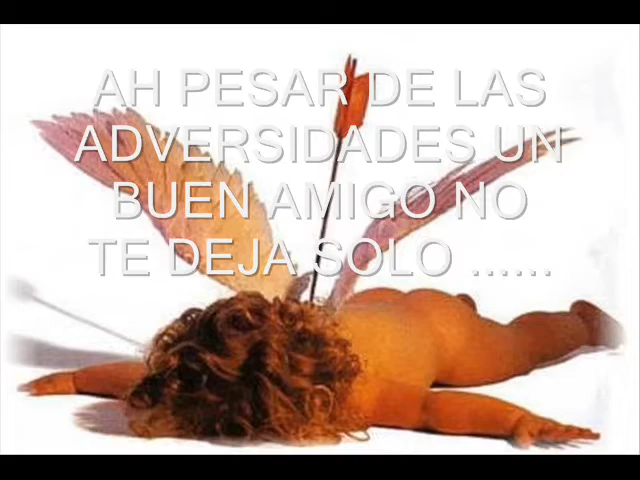 AH PESAR DE LAS
ADVERSIDADES UN
BUEN AMIGO NO
TE DEJA SOLO ......